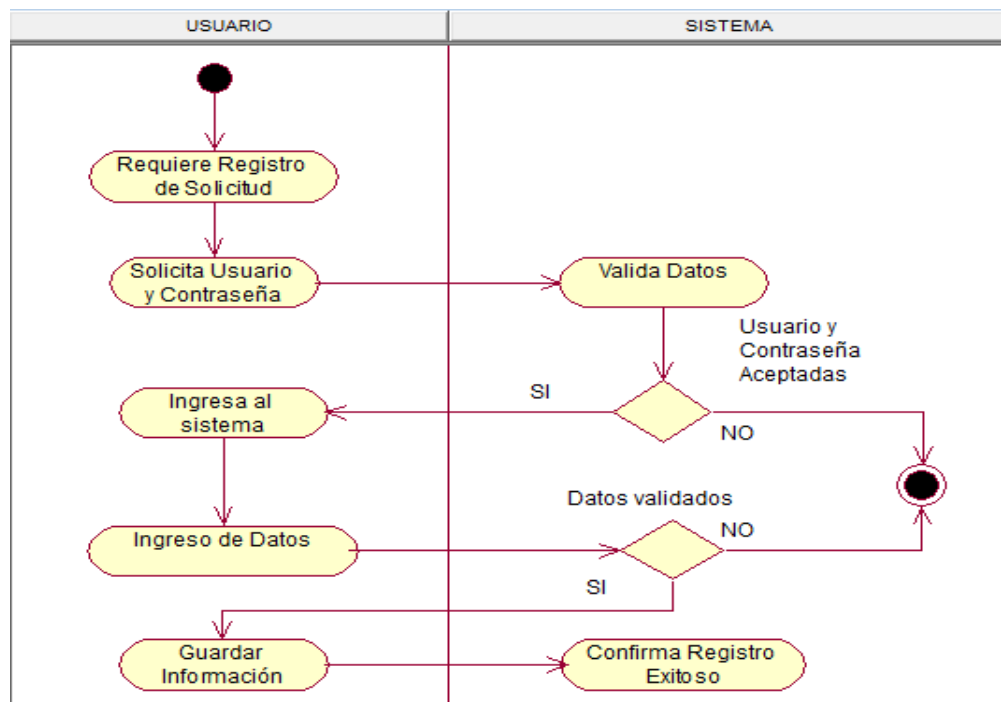 USUARIO
SISTEMA
Requiere Registro
de Solicitud
Solicita Usuario
y Contraseña
Valida Datos
Usuario y
Contraseña
Aceptadas
SI
NO
Ingresa al
sistema
Datos validados
NO
Ingreso de Datos
SI
Guardar
Información
Confirma Registro
Exitoso